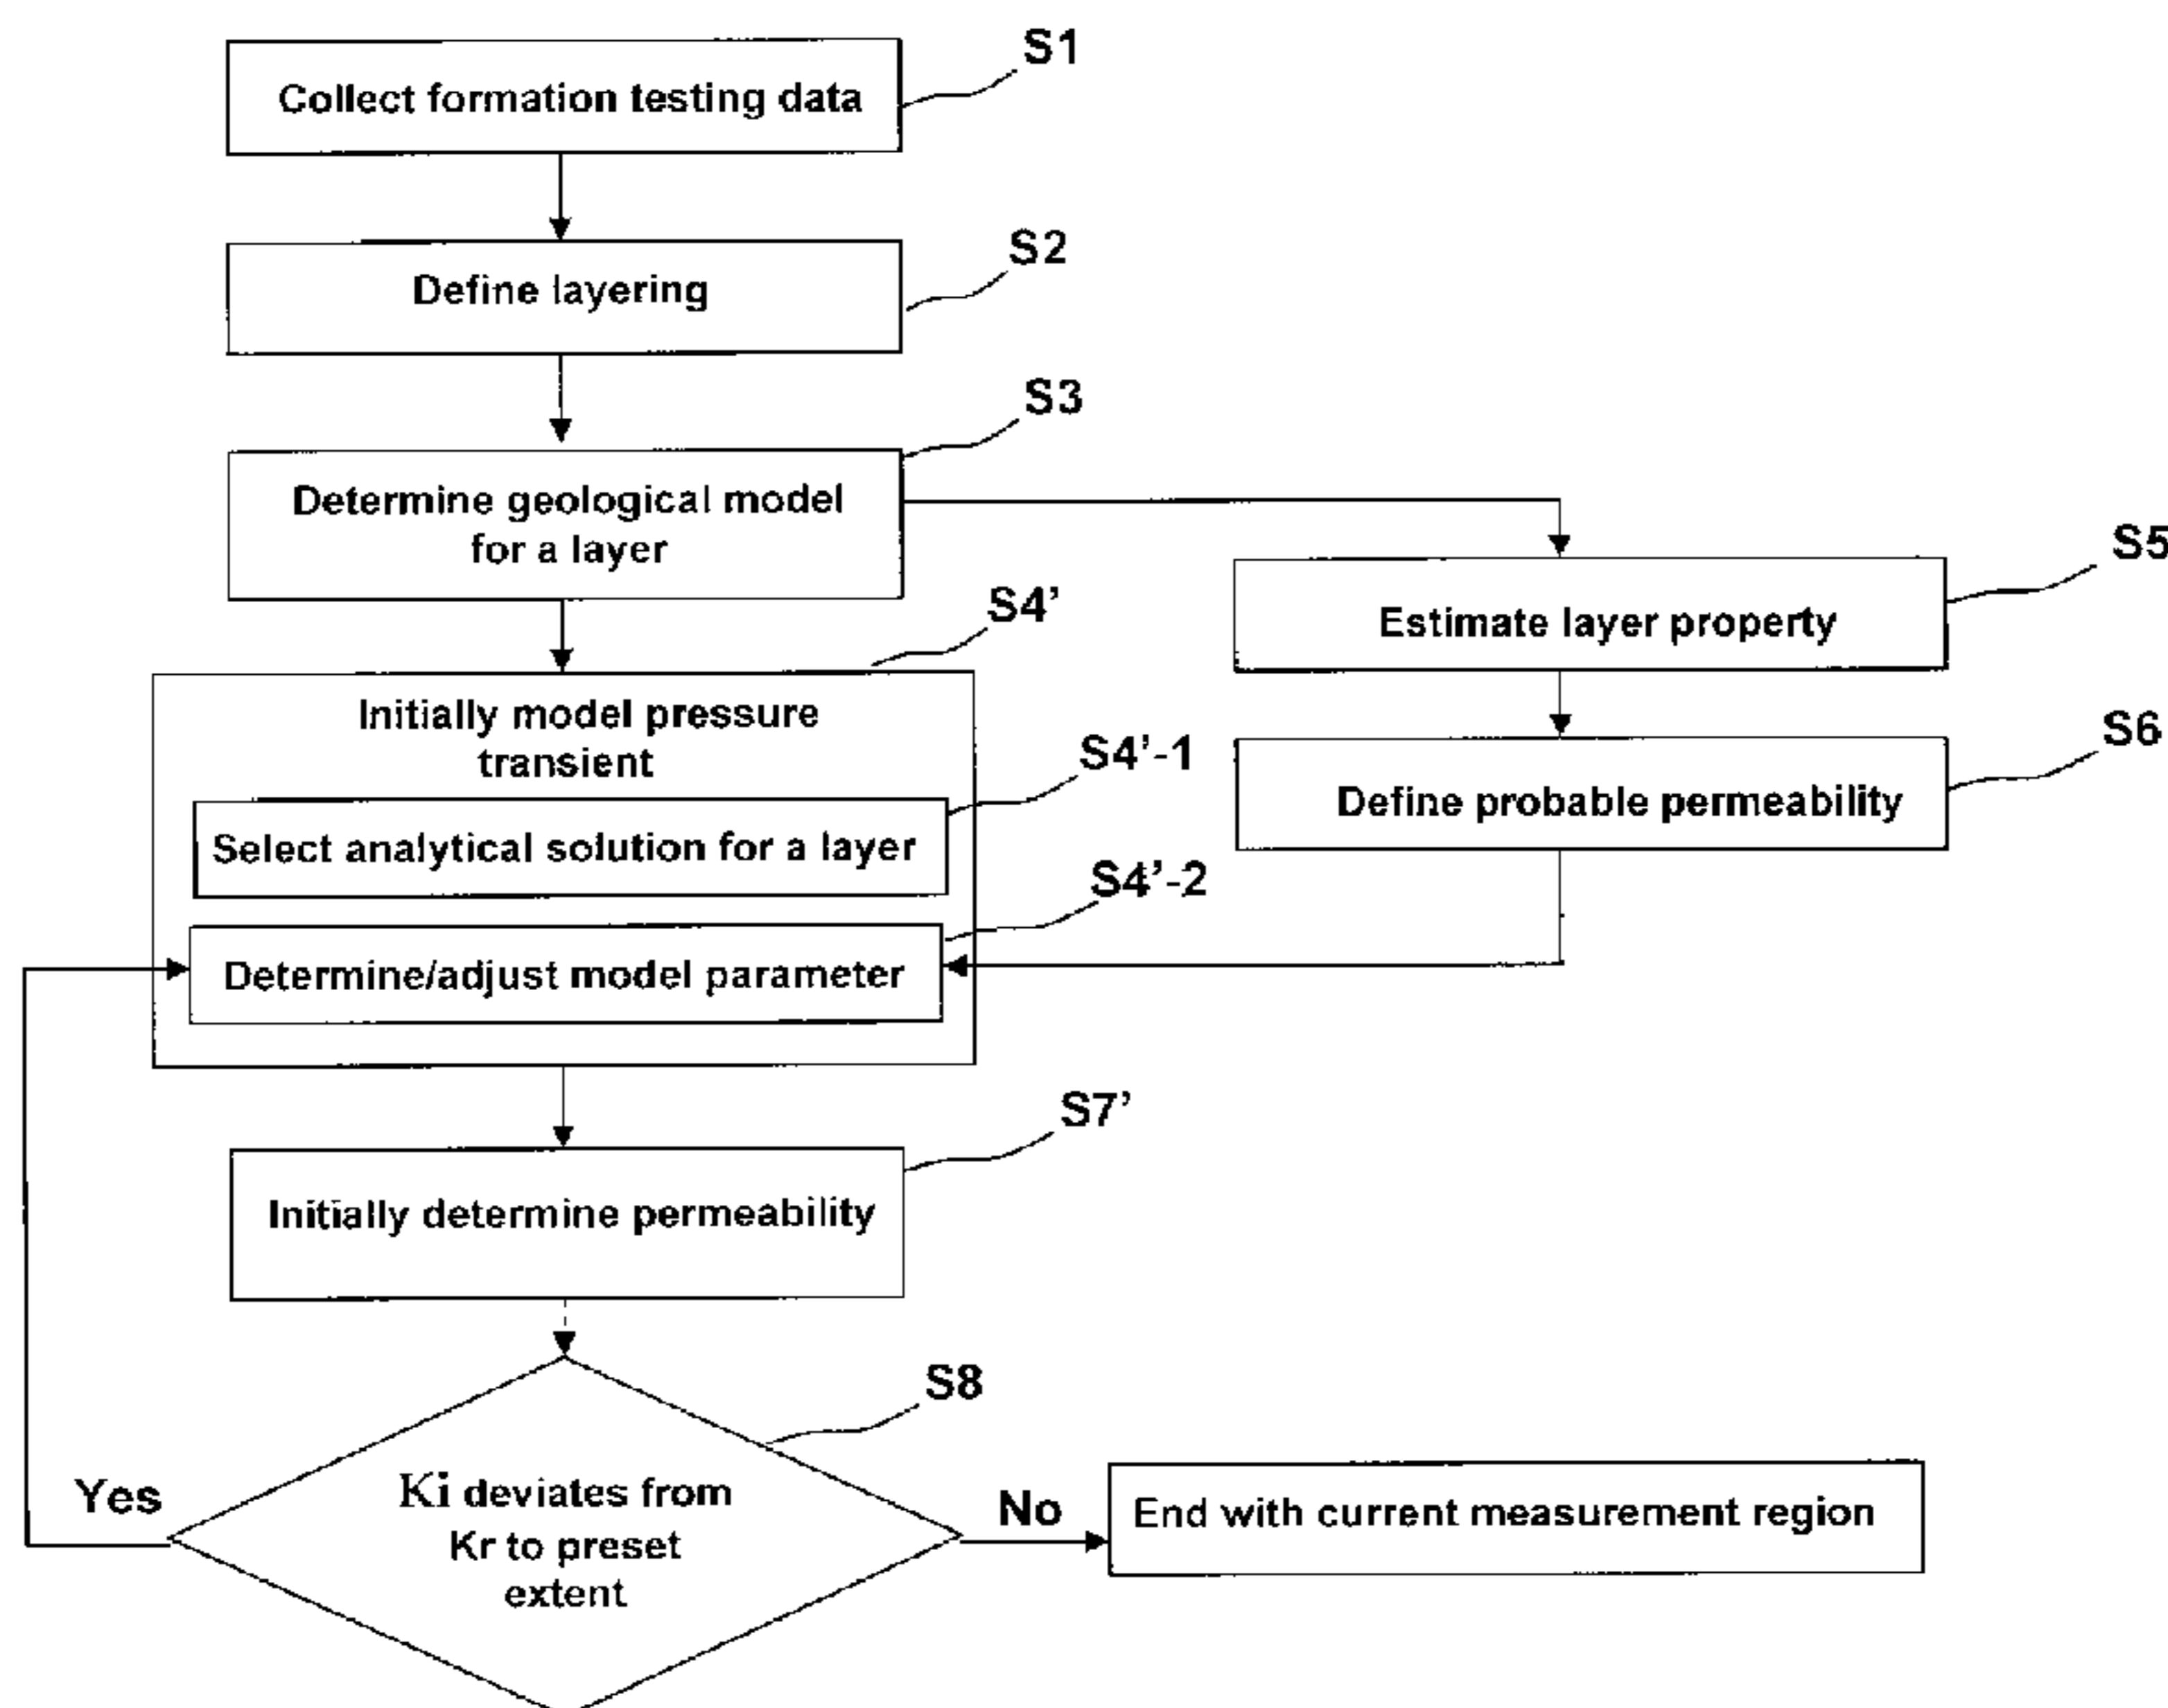 S1
Collect formation testing data
S2
Define layering
S3
Determine geological model
for a layer
S5
Estimate layer property
S4'
Initially model pressure
transient
S6
Define probable permeability
S4'-1
Select analytical solution for a layer
S4'-2
Determine/adjust model parameter
S7'
Initially determine permeability
S8
Ki deviates from
Kr to preset
extent
Yes
No
End with current measurement region